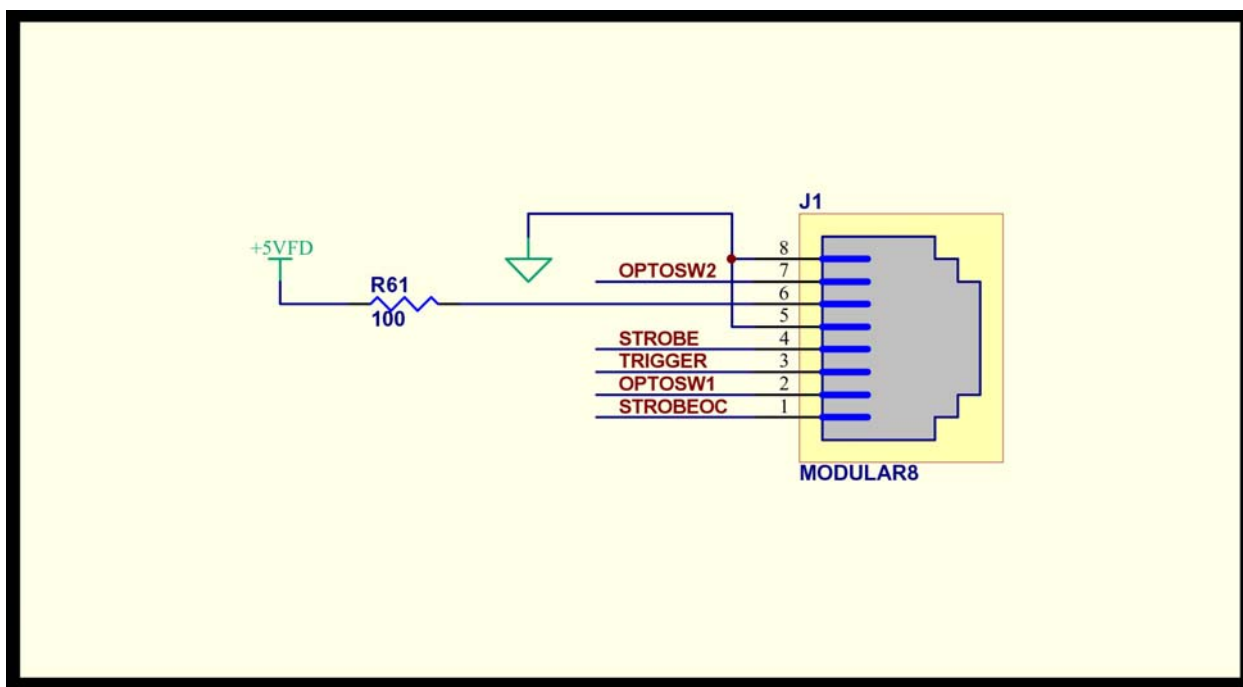 J1
+5VFD
8
OPTOSW2
7
R61
6
100
5
STROBE
4
TRIGGER
3
OPTOSW1
2
STROBEOC
1
MODULAR8